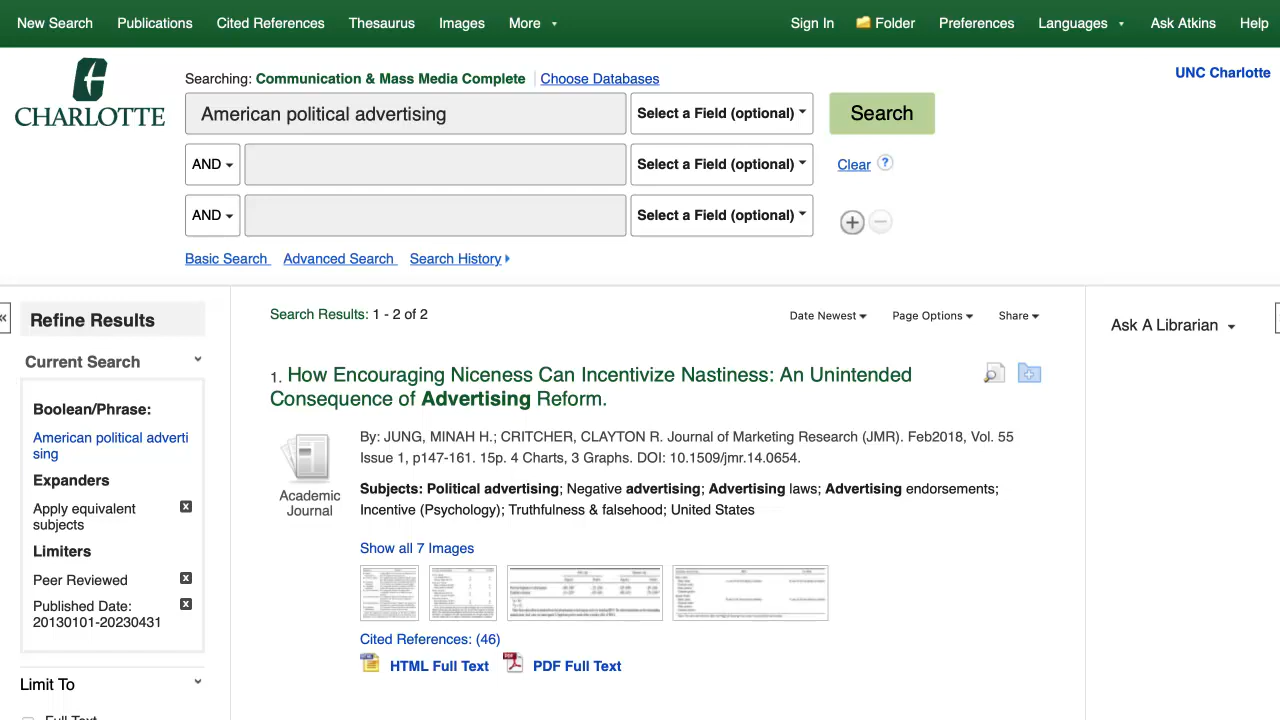 New Search Publications Cited References Thesaurus Images More Sign In Folder Preferences Languages Ask Atkins Help
CHARLOTTE
Searching: Communication & Mass Media Complete Choose Databases
UNC Charlotte
American political advertising Select a Field (optional) Search
AND Select a Field (optional) Clear ?
AND Select a Field (optional)
Basic Search Advanced Search Search History
Refine Results
Current Search
Boolean/Phrase:
American political adverti
sing
Expanders
Apply equivalent
subjects
Limiters
Peer Reviewed
Published Date:
20130101-20230431
Limit To
Full Text
Search Results: 1 - 2 of 2 Date Newest Page Options Share
1. How Encouraging Niceness Can Incentivize Nastiness: An Unintended
Consequence of Advertising Reform.
Academic
Journal
By: JUNG, MINAH H.; CRITCHER, CLAYTON R. Journal of Marketing Research (JMR). Feb2018, Vol. 55
Issue 1, p147-161. 15p. 4 Charts, 3 Graphs. DOI: 10.1509/jmr.14.0654.
Subjects: Political advertising; Negative advertising; Advertising laws; Advertising endorsements;
Incentive (Psychology); Truthfulness & falsehood; United States
Show all 7 Images
Cited References: (46)
HTML Full Text PDF Full Text
Ask A Librarian